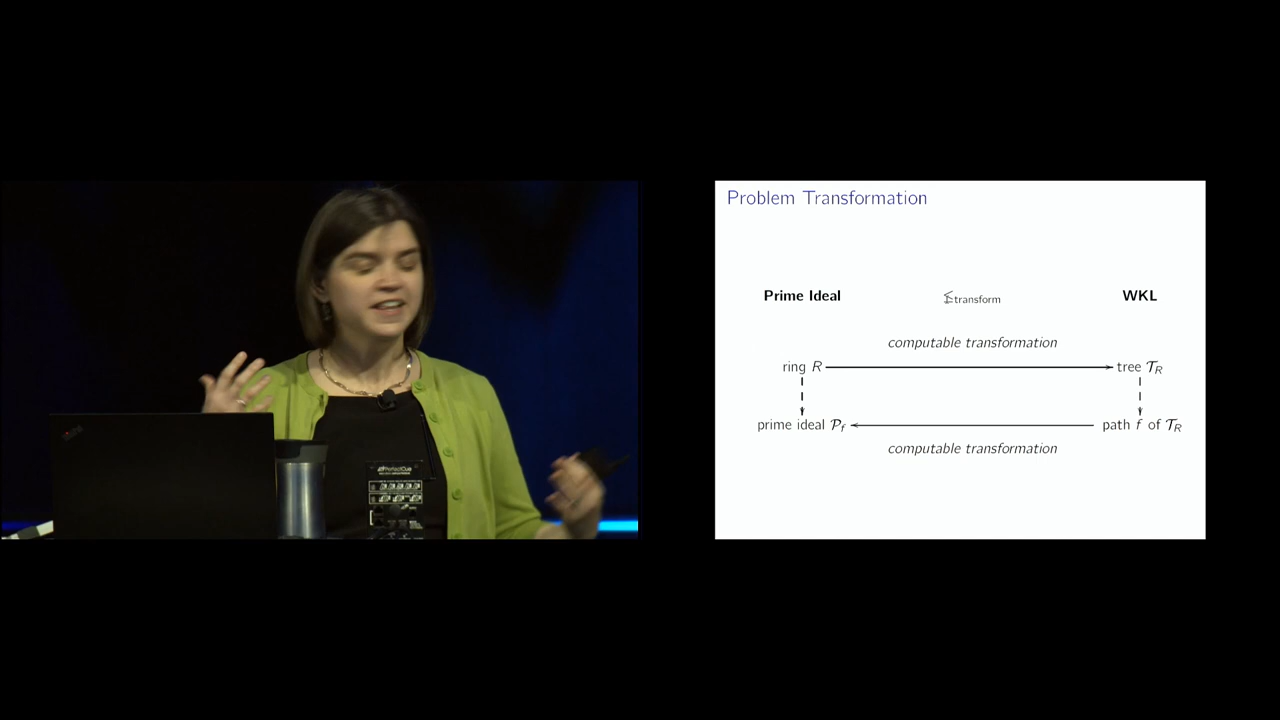 Problem Transformation
Prime Ideal ≤transform WKL
computable transformation
ring R tree 𝒯R
prime ideal 𝒫f path f of 𝒯R
computable transformation
PerfectCue